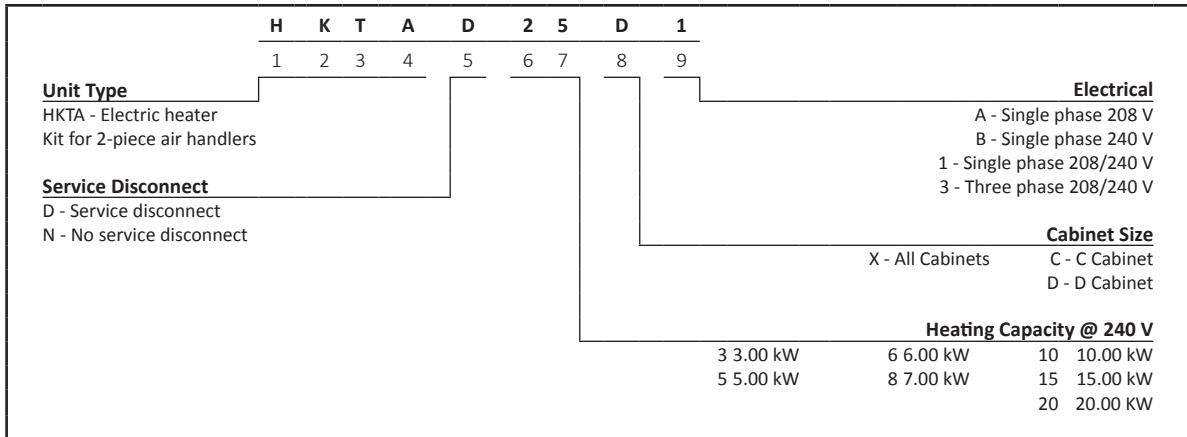 H K T A D 2 5 D 1
1 2 3 4 5 6 7 8 9
Unit Type
HKTA - Electric heater
Kit for 2-piece air handlers
Service Disconnect
D - Service disconnect
N - No service disconnect
Electrical
A - Single phase 208 V
B - Single phase 240 V
1 - Single phase 208/240 V
3 - Three phase 208/240 V
Cabinet Size
X - All Cabinets C - C Cabinet
D - D Cabinet
Heating Capacity @ 240 V
3 3.00 kW 6 6.00 kW 10 10.00 kW
5 5.00 kW 8 7.00 kW 15 15.00 kW
20 20.00 KW